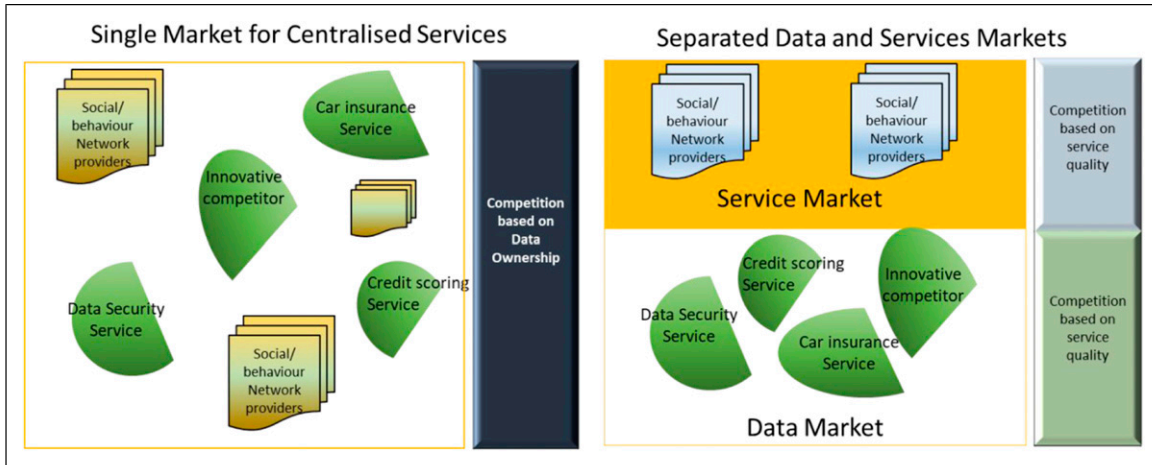 Single Market for Centralised Services
Social/
behaviour
Network
providers
Car insurance
Service
Innovative
competitor
Data Security
Service
Credit scoring
Service
Social/
behaviour
Network
providers
Competition
based on
Data
Ownership
Separated Data and Services Markets
Social/
behaviour
Network
providers
Social/
behaviour
Network
providers
Service Market
Competition
based on
service
quality
Credit scoring
Service
Innovative
competitor
Data Security
Service
Car insurance
Service
Data Market
Competition
based on
service
quality